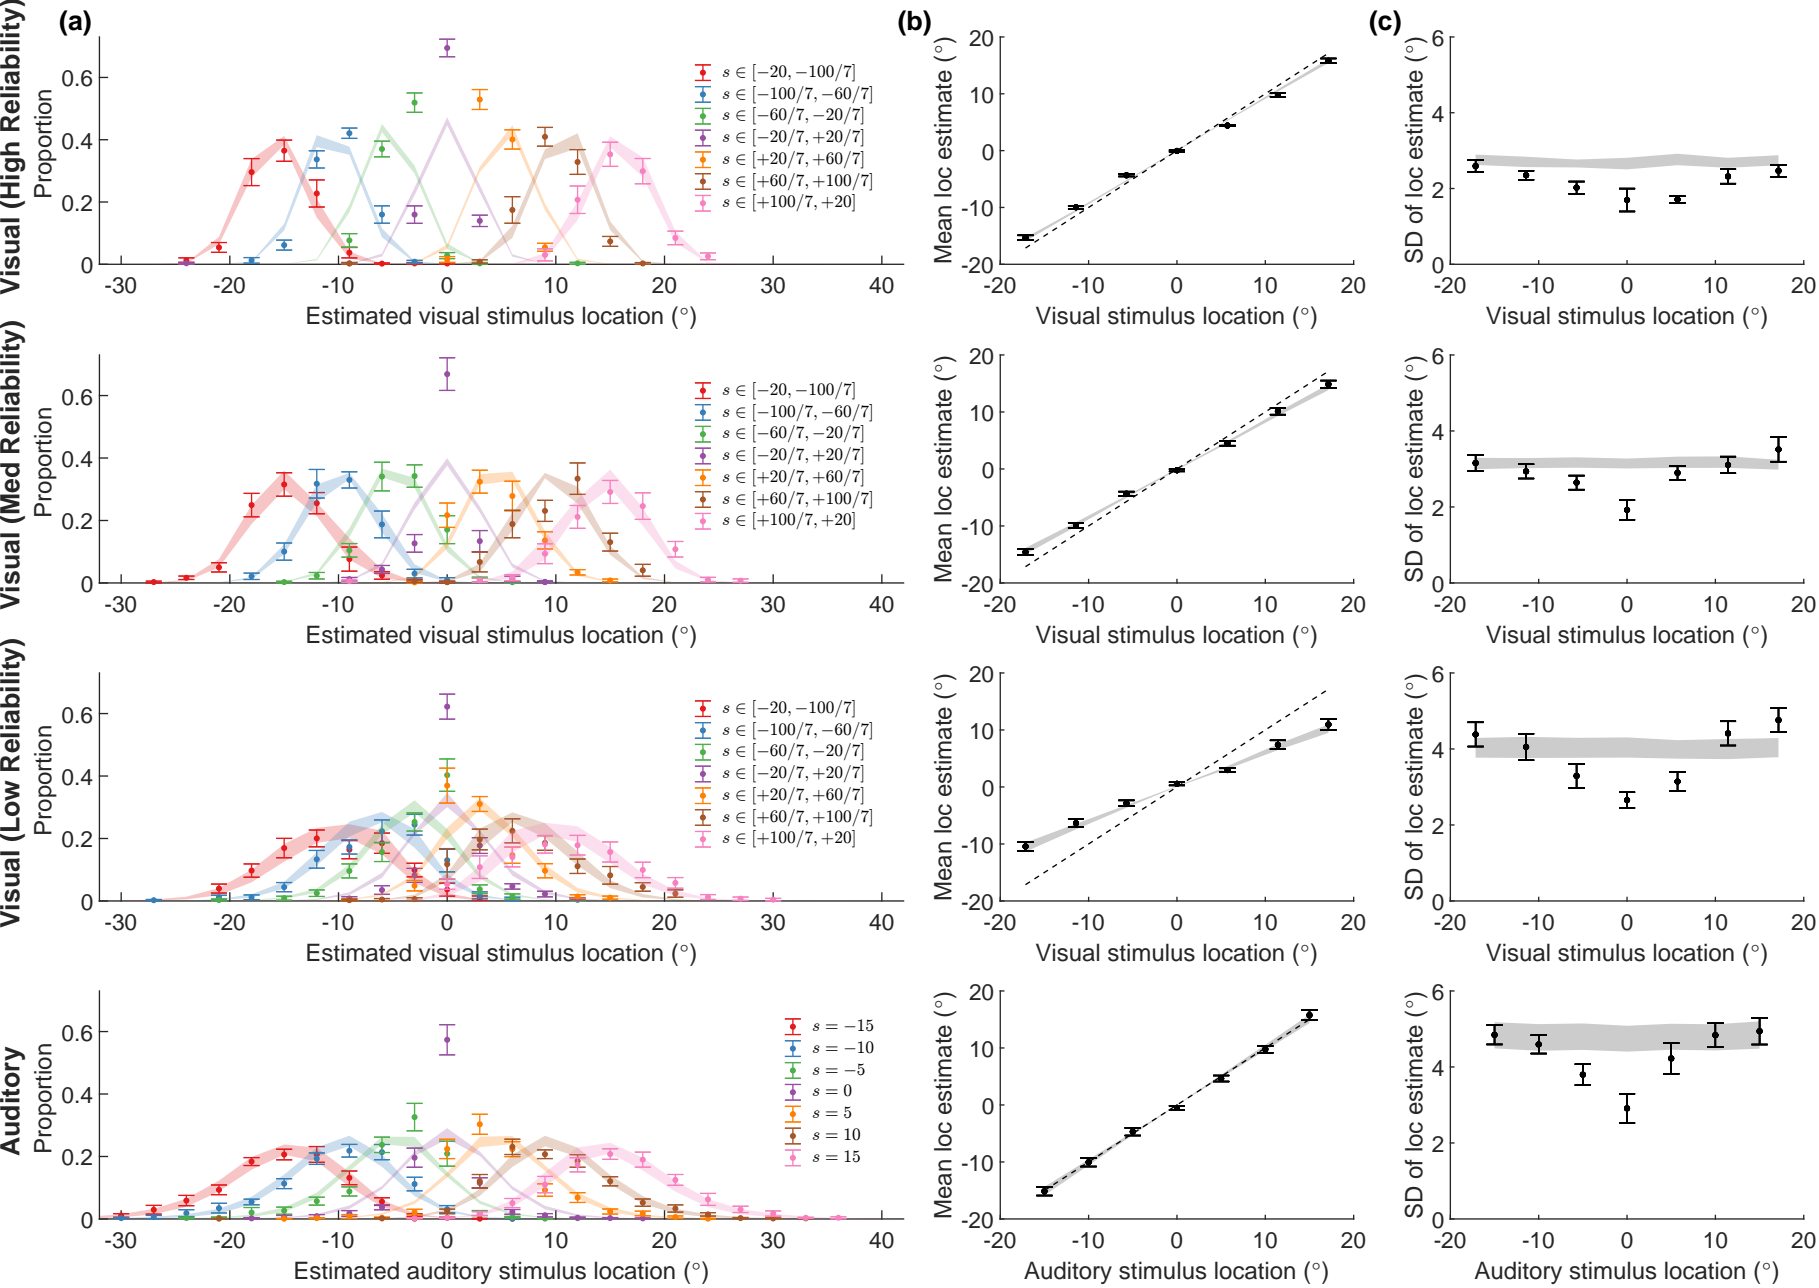 (a)
(b)
(c)
Visual (High Reliability)
Proportion
0.6
0.4
0.2
0
-30
-20
-10
0
10
20
30
40
Estimated visual stimulus location (°)
s ∈ [−20, −100/7]
s ∈ [−100/7, −60/7]
s ∈ [−60/7, −20/7]
s ∈ [−20/7, +20/7]
s ∈ [+20/7, +60/7]
s ∈ [+60/7, +100/7]
s ∈ [+100/7, +20]
Mean loc estimate (°)
20
10
0
-10
-20
-20
-10
0
10
20
Visual stimulus location (°)
SD of loc estimate (°)
6
4
2
0
-20
-10
0
10
20
Visual stimulus location (°)
Visual (Med Reliability)
Proportion
0.6
0.4
0.2
0
-30
-20
-10
0
10
20
30
40
Estimated visual stimulus location (°)
s ∈ [−20, −100/7]
s ∈ [−100/7, −60/7]
s ∈ [−60/7, −20/7]
s ∈ [−20/7, +20/7]
s ∈ [+20/7, +60/7]
s ∈ [+60/7, +100/7]
s ∈ [+100/7, +20]
Mean loc estimate (°)
20
10
0
-10
-20
-20
-10
0
10
20
Visual stimulus location (°)
SD of loc estimate (°)
6
4
2
0
-20
-10
0
10
20
Visual stimulus location (°)
Visual (Low Reliability)
Proportion
0.6
0.4
0.2
0
-30
-20
-10
0
10
20
30
40
Estimated visual stimulus location (°)
s ∈ [−20, −100/7]
s ∈ [−100/7, −60/7]
s ∈ [−60/7, −20/7]
s ∈ [−20/7, +20/7]
s ∈ [+20/7, +60/7]
s ∈ [+60/7, +100/7]
s ∈ [+100/7, +20]
Mean loc estimate (°)
20
10
0
-10
-20
-20
-10
0
10
20
Visual stimulus location (°)
SD of loc estimate (°)
6
4
2
0
-20
-10
0
10
20
Visual stimulus location (°)
Auditory
Proportion
0.6
0.4
0.2
0
-30
-20
-10
0
10
20
30
40
Estimated auditory stimulus location (°)
s = −15
s = −10
s = −5
s = 0
s = 5
s = 10
s = 15
Mean loc estimate (°)
20
10
0
-10
-20
-20
-10
0
10
20
Auditory stimulus location (°)
SD of loc estimate (°)
6
4
2
0
-20
-10
0
10
20
Auditory stimulus location (°)